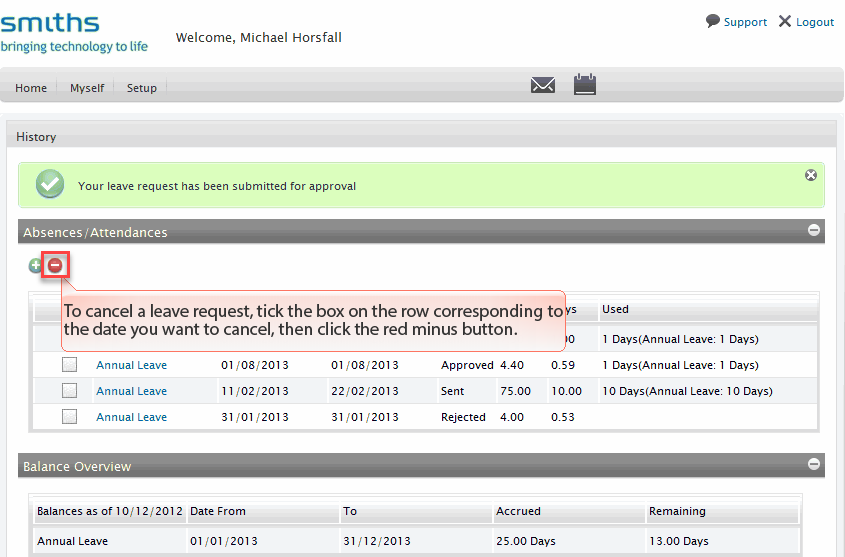 smiths
bringing technology to life
Welcome, Michael Horsfall
Support Logout
Home Myself Setup
History
Your leave request has been submitted for approval
Absences/Attendances
To cancel a leave request, tick the box on the row corresponding to
the date you want to cancel, then click the red minus button.
ys Used
00 1 Days(Annual Leave: 1 Days)
Annual Leave 01/08/2013 01/08/2013 Approved 4.40 0.59 1 Days(Annual Leave: 1 Days)
Annual Leave 11/02/2013 22/02/2013 Sent 75.00 10.00 10 Days(Annual Leave: 10 Days)
Annual Leave 31/01/2013 31/01/2013 Rejected 4.00 0.53
Balance Overview
Balances as of 10/12/2012 Date From To Accrued Remaining
Annual Leave 01/01/2013 31/12/2013 25.00 Days 13.00 Days